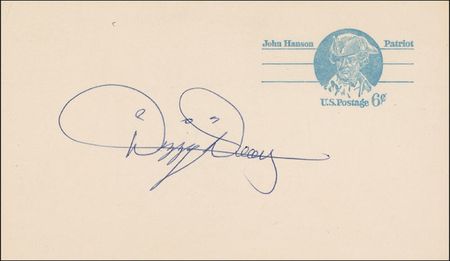 John Hanson Patriot
U.S. Postage 6¢
"Dizzy" Dean